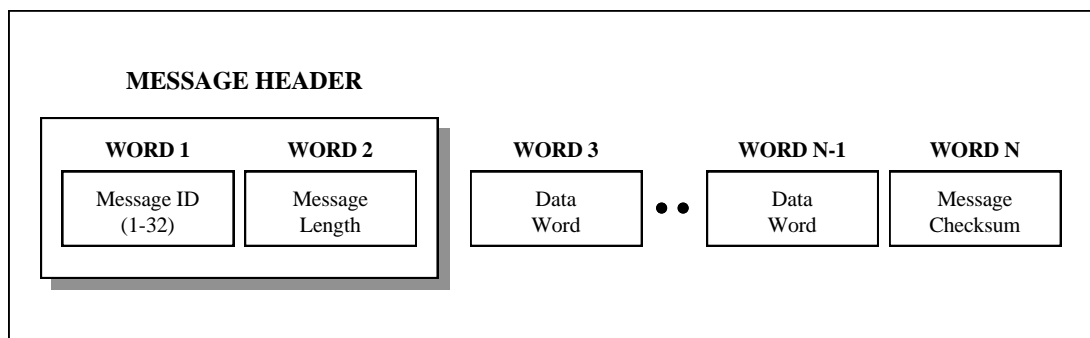 MESSAGE HEADER
WORD 1 WORD 2 WORD 3 WORD N-1 WORD N
Message ID Message Data Data Message
(1-32) Length Word Word Checksum